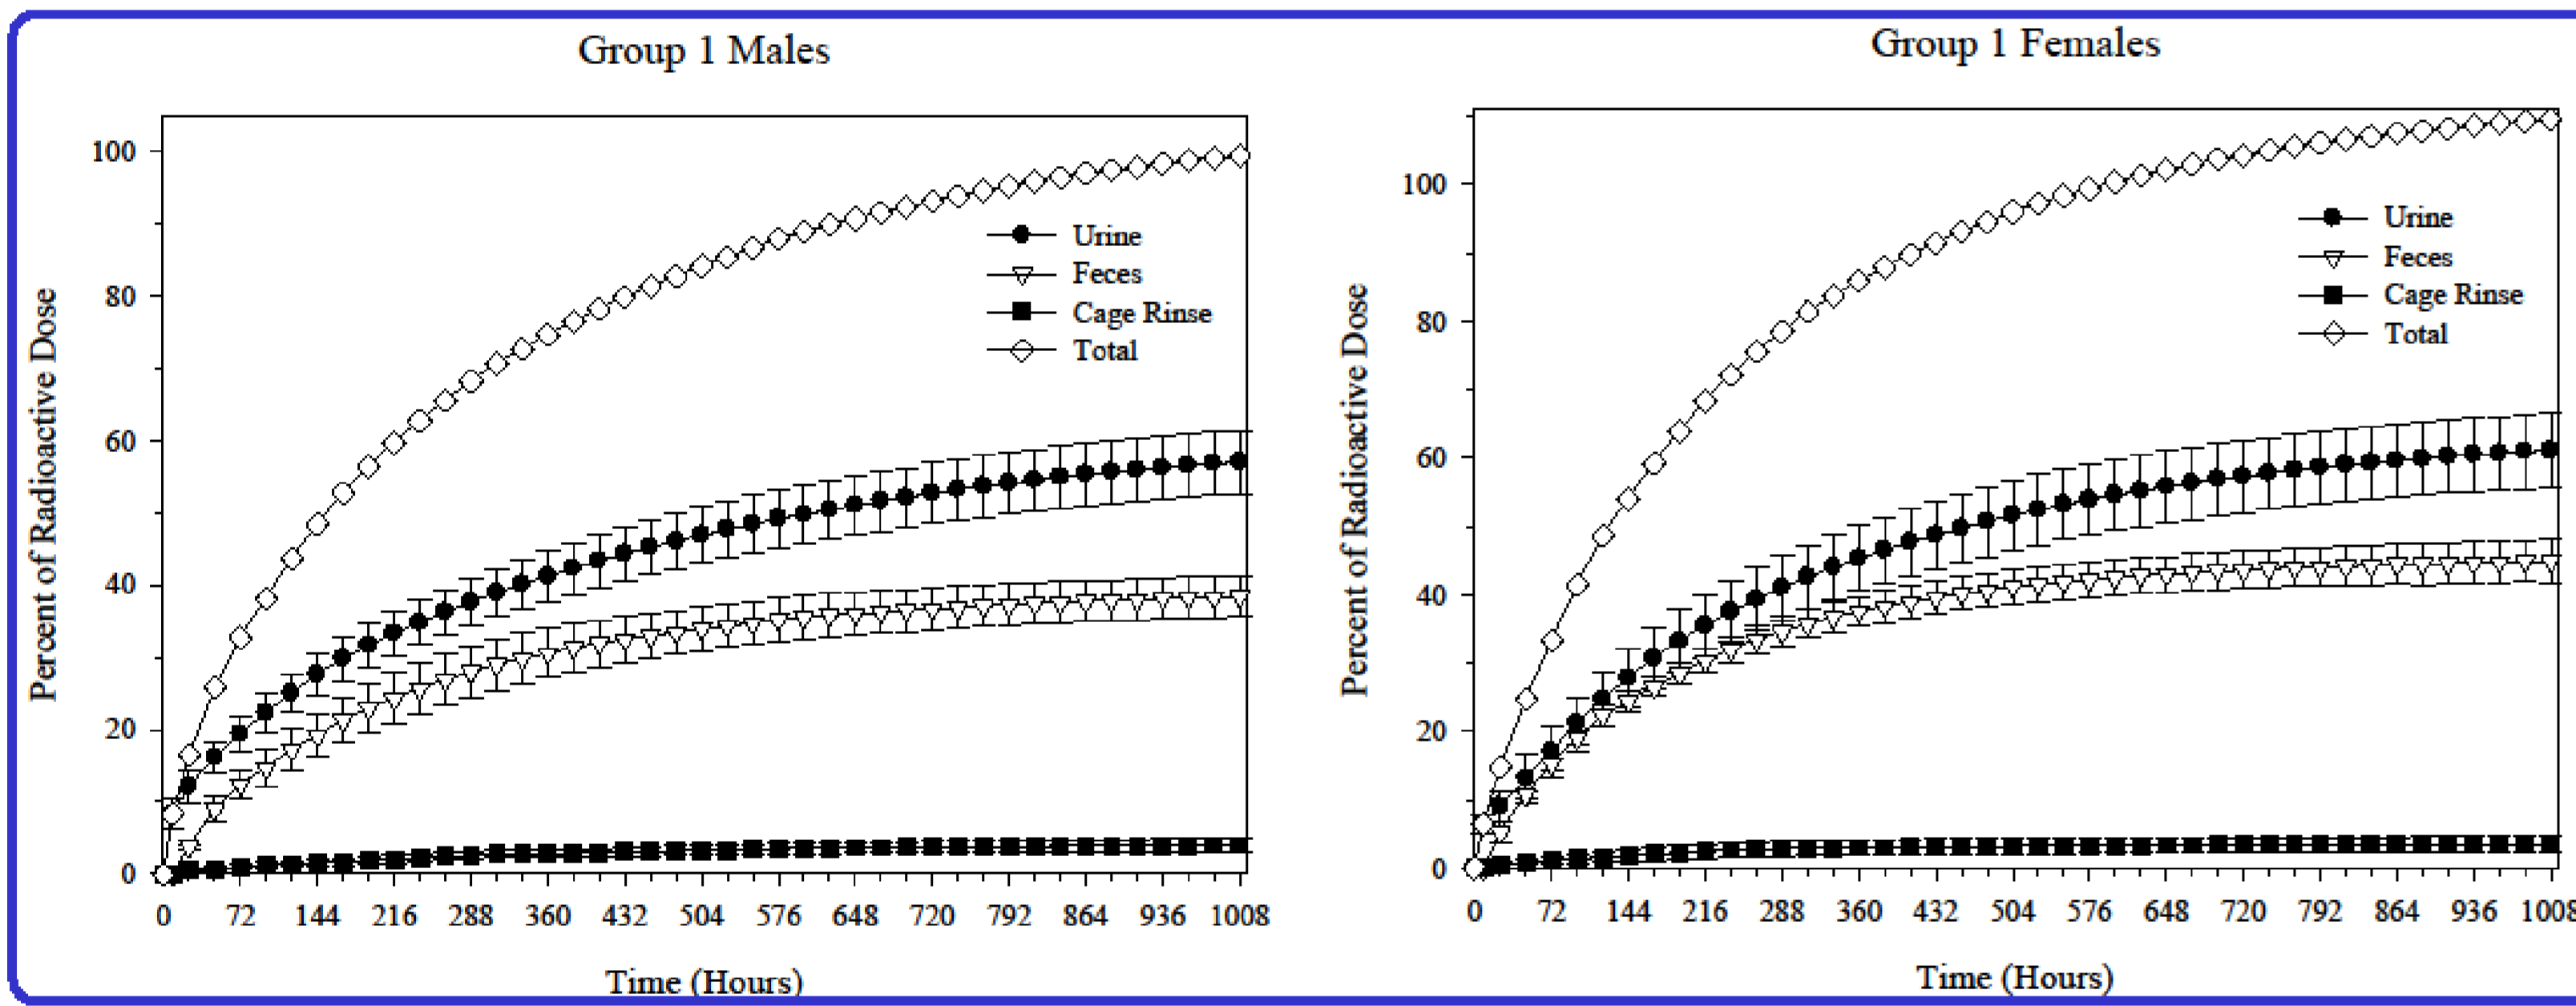 Group 1 Males
Percent of Radioactive Dose
100
80
60
40
20
0
Urine
Feces
Cage Rinse
Total
0 72 144 216 288 360 432 504 576 648 720 792 864 936 1008
Time (Hours)
Group 1 Females
Percent of Radioactive Dose
100
80
60
40
20
0
Urine
Feces
Cage Rinse
Total
0 72 144 216 288 360 432 504 576 648 720 792 864 936 1008
Time (Hours)